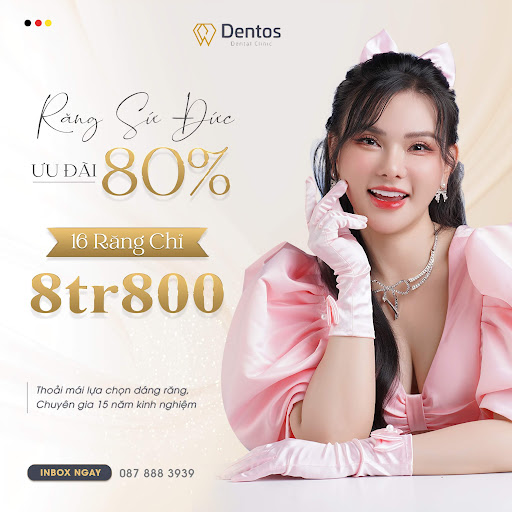 Dentos
Dental Clinic
Răng Sứ Đức
ƯU ĐÃI 80%
16 Răng Chỉ
8tr800
Thoải mái lựa chọn dáng răng,
Chuyên gia 15 năm kinh nghiệm
INBOX NGAY 087 888 3939